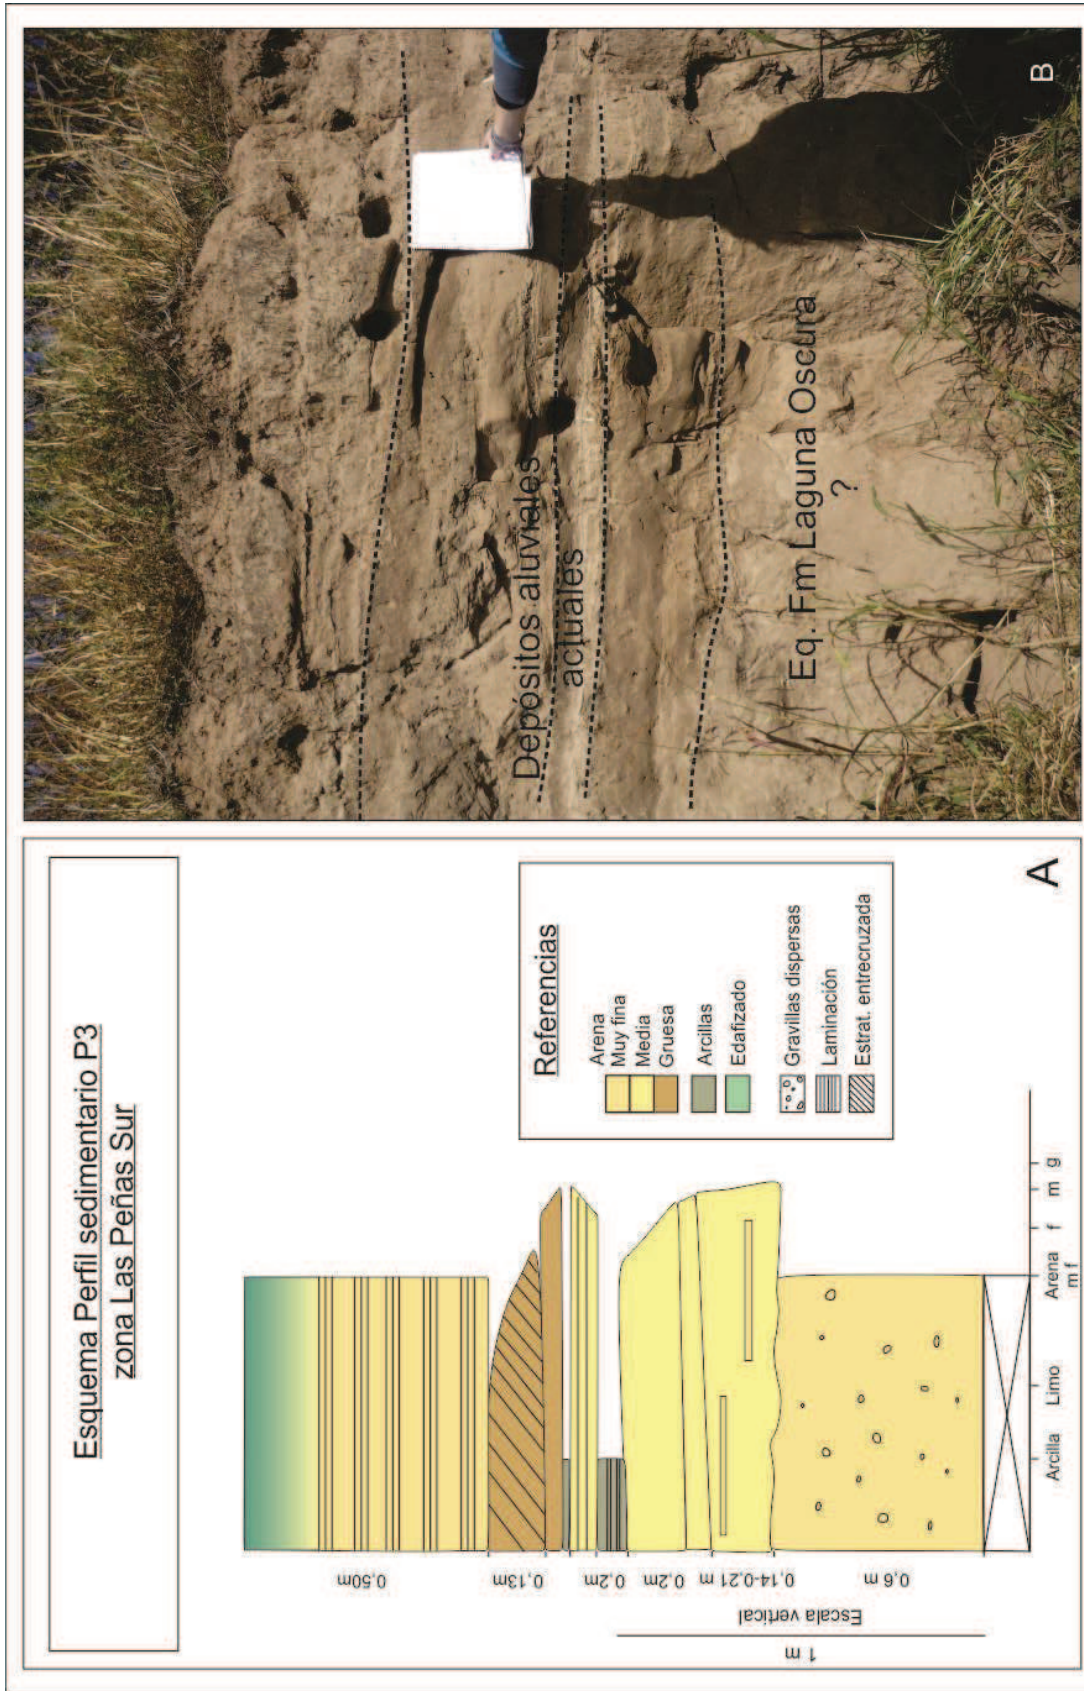 Esquema Perfil sedimentario P3
zona Las Peñas Sur
0,50m
0,13m
0,2m
0,2m
0,14-0,21 m
0,6 m
Escala vertical
1 m
Arcilla
Limo
Arena
m f
f
m
g
Referencias
Arena
Muy fina
Media
Gruesa
Arcillas
Edafizado
Gravillas dispersas
Laminación
Estrat. entrecruzada
A
Depósitos aluviales
actuales
Eq. Fm Laguna Oscura
?
B